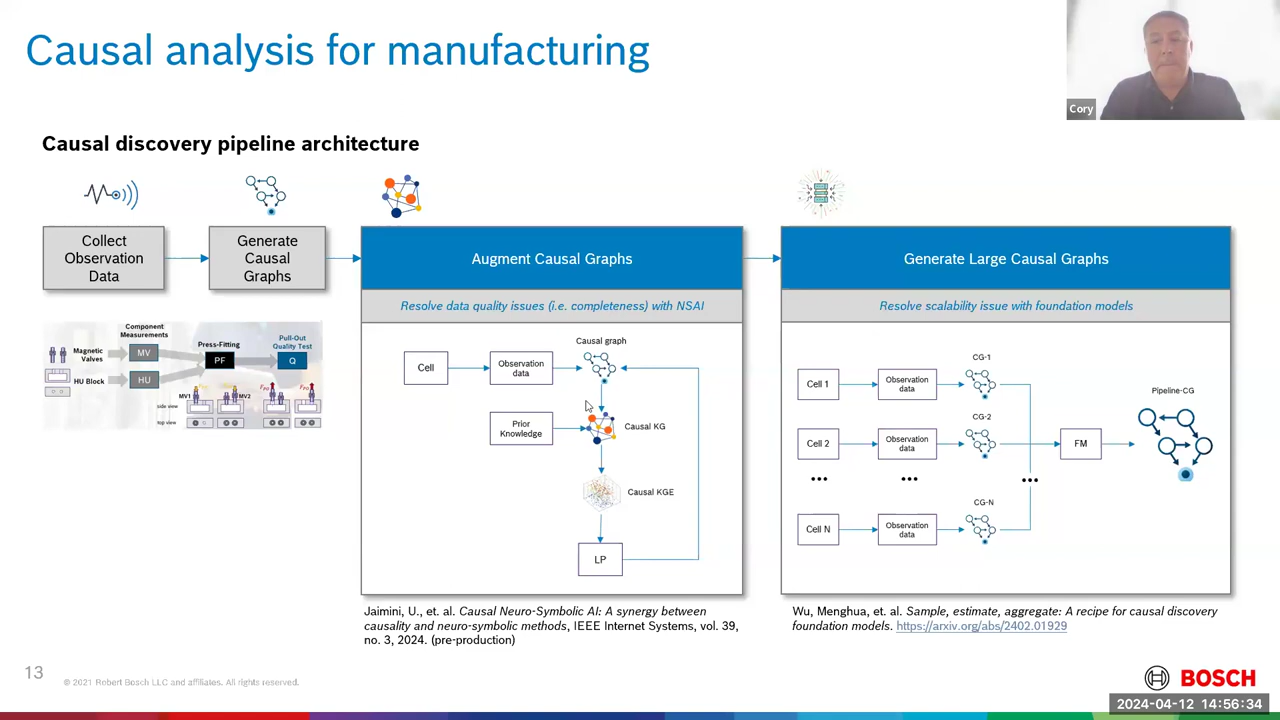 Causal analysis for manufacturing
Cory
Causal discovery pipeline architecture
Collect
Observation
Data
Generate
Causal
Graphs
Augment Causal Graphs
Resolve data quality issues (i.e. completeness) with NSAI
Generate Large Causal Graphs
Resolve scalability issue with foundation models
Component
Measurements
Magnetic
Valves
MV
Press-Fitting
PF
Pull-Out
Quality Test
Q
HU Block
HU
MV1
MV2
side view
top view
Causal graph
Cell
Observation
data
Prior
Knowledge
Causal KG
Causal KGE
LP
CG-1
Cell 1
Observation
data
CG-2
Cell 2
Observation
data
•••
•••
•••
CG-N
Cell N
Observation
data
FM
Pipeline-CG
Jaimini, U., et. al. Causal Neuro-Symbolic AI: A synergy between
causality and neuro-symbolic methods, IEEE Internet Systems, vol. 39,
no. 3, 2024. (pre-production)
Wu, Menghua, et. al. Sample, estimate, aggregate: A recipe for causal discovery
foundation models. https://arxiv.org/abs/2402.01929
13
© 2021 Robert Bosch LLC and affiliates. All rights reserved.
BOSCH
2024-04-12 14:56:34